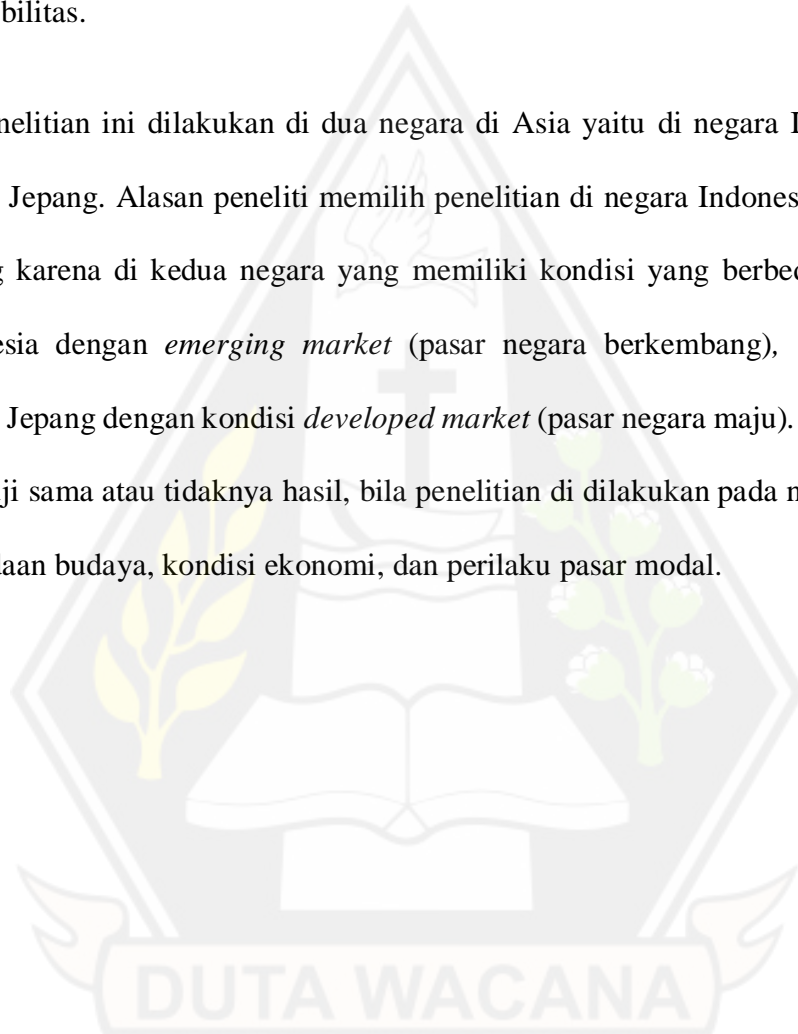 bilitas.
nelitian ini dilakukan di dua negara di Asia yaitu di negara I
Jepang. Alasan peneliti memilih penelitian di negara Indones
g karena di kedua negara yang memiliki kondisi yang berbed
esia dengan emerging market (pasar negara berkembang),
Jepang dengan kondisi developed market (pasar negara maju).
ji sama atau tidaknya hasil, bila penelitian di dilakukan pada n
daan budaya, kondisi ekonomi, dan perilaku pasar modal.
DUTA WACANA